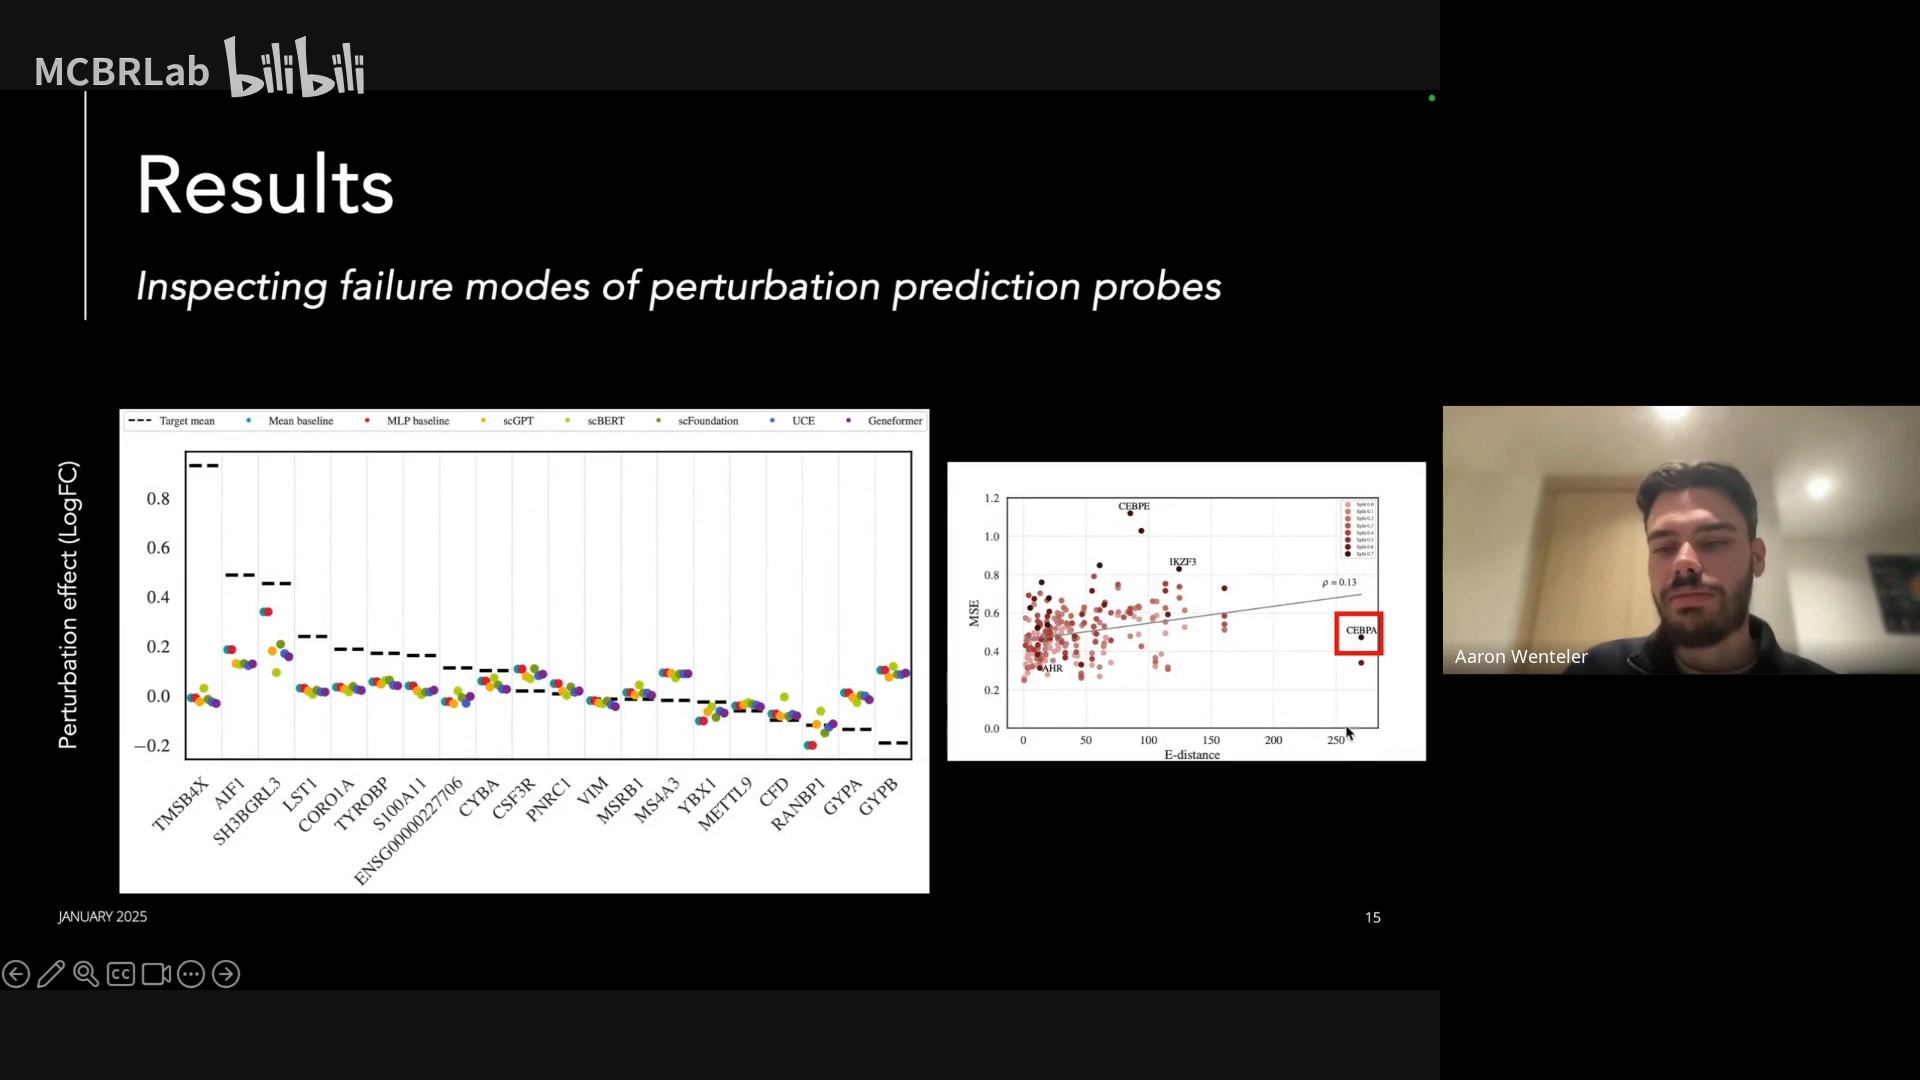 MCBRLab bilibili
Results
Inspecting failure modes of perturbation prediction probes
Target mean Mean baseline MLP baseline scGPT scBERT scFoundation UCE Geneformer
Perturbation effect (LogFC)
0.8
0.6
0.4
0.2
0.0
−0.2
TMSB4X AIF1 SH3BGRL3 LST1 CORO1A TYROBP S100A11 ENSG00000227706 CYBA CSF3R PNRC1 VIM MSRB1 MS4A3 YBX1 METTL9 CFD RANBP1 GYPA GYPB
1.2
1.0
0.8
0.6
0.4
0.2
0.0
MSE
CEBPE
IKZF3
ρ = 0.13
CEBPA
AHR
0 50 100 150 200 250
E-distance
Aaron Wenteler
JANUARY 2025
15
CC